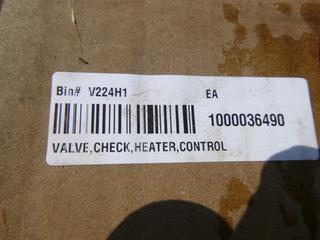 Bin# V224H1 EA
1000036490
VALVE,CHECK,HEATER,CONTROL